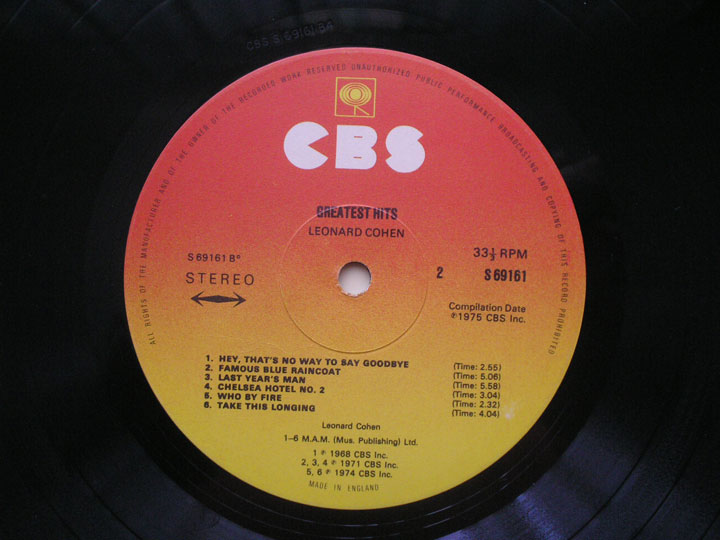 CBS S 69161 B4
ALL RIGHTS OF THE MANUFACTURER AND OF THE OWNER OF THE RECORDED WORK RESERVED UNAUTHORIZED PUBLIC PERFORMANCE BROADCASTING AND COPYING OF THIS RECORD PROHIBITED
CBS
GREATEST HITS
LEONARD COHEN
S 69161 B°
STEREO
33⅓ RPM
2 S 69161
Compilation Date
℗ 1975 CBS Inc.
1. HEY, THAT'S NO WAY TO SAY GOODBYE (Time: 2.55)
2. FAMOUS BLUE RAINCOAT (Time: 5.06)
3. LAST YEAR'S MAN (Time: 5.58)
4. CHELSEA HOTEL NO. 2 (Time: 3.04)
5. WHO BY FIRE (Time: 2.32)
6. TAKE THIS LONGING (Time: 4.04)
Leonard Cohen
1–6 M.A.M. (Mus. Publishing) Ltd.
1 ℗ 1968 CBS Inc.
2, 3, 4 ℗ 1971 CBS Inc.
5, 6 ℗ 1974 CBS Inc.
MADE IN ENGLAND